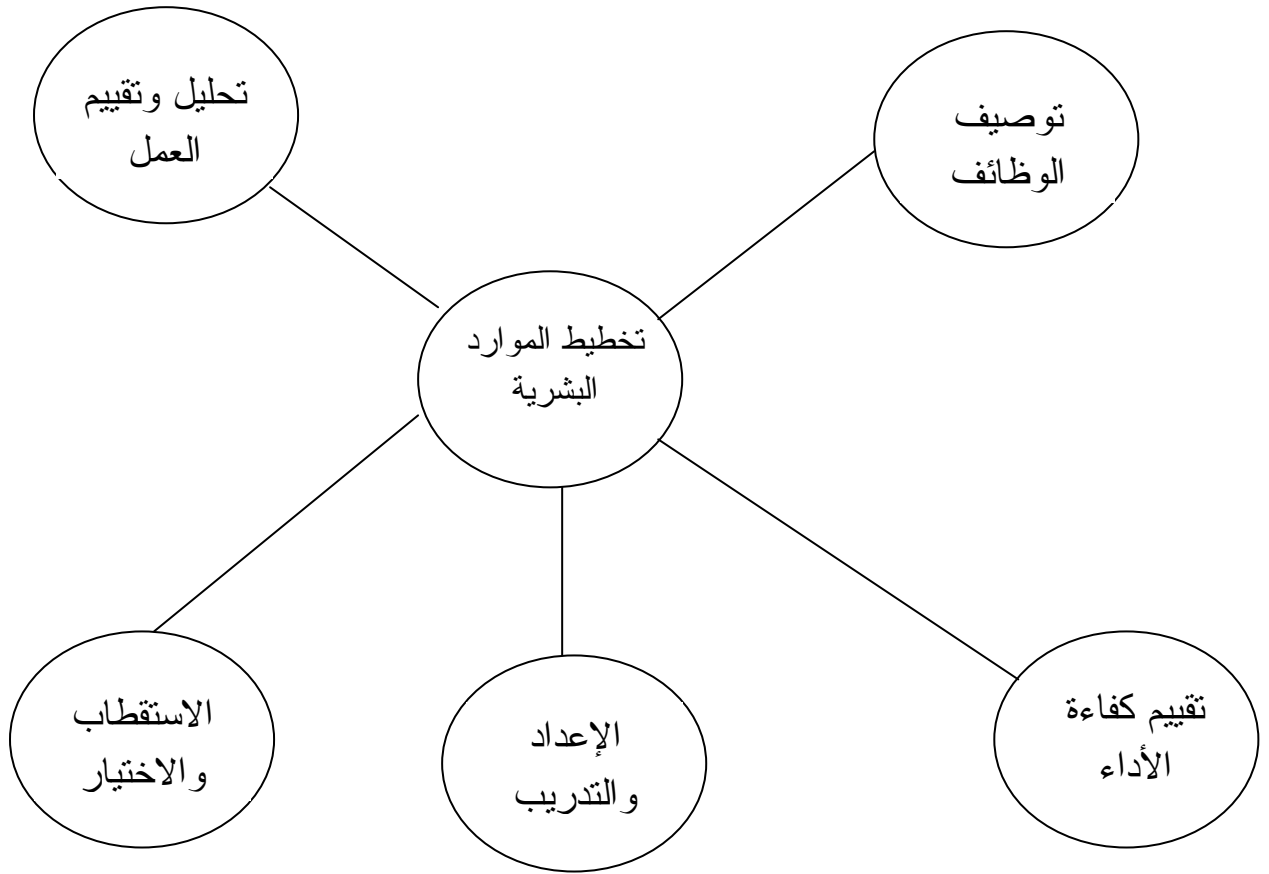 توصيف
الوظائف
تحليل وتقييم
العمل
تخطيط الموارد
البشرية
تقييم كفاءة
الأداء
الإعداد
والتدريب
الاستقطاب
والاختيار